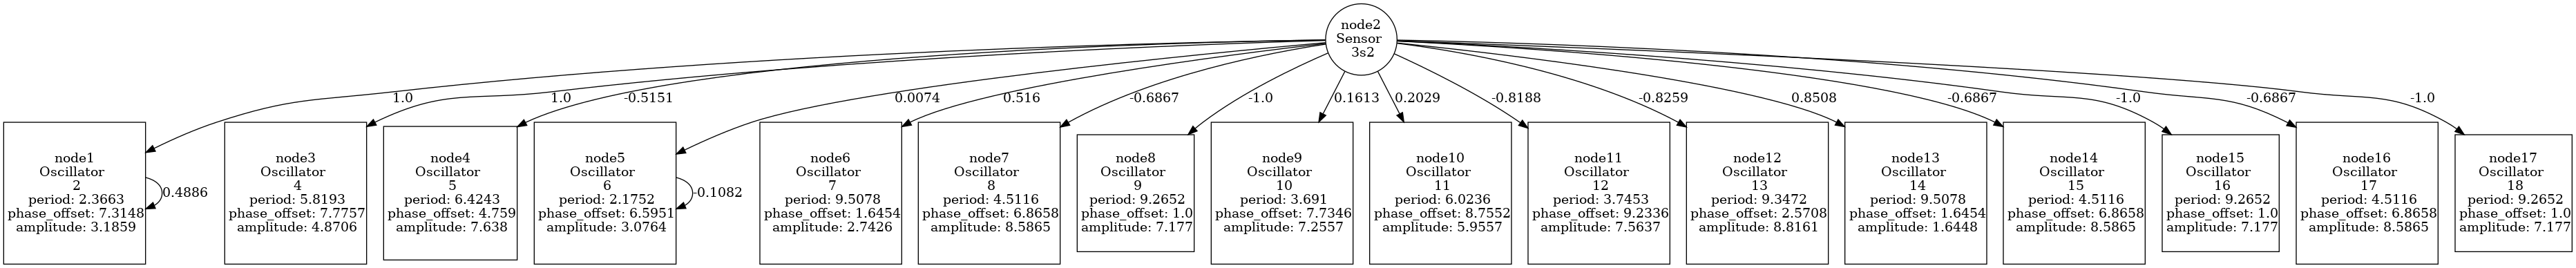 node2
Sensor
3s2
1.0
1.0
-0.5151
0.0074
0.516
-0.6867
-1.0
0.1613
0.2029
-0.8188
-0.8259
0.8508
-0.6867
-1.0
-0.6867
-1.0
node1
Oscillator
2
period: 2.3663
phase_offset: 7.3148
amplitude: 3.1859
0.4886
node3
Oscillator
4
period: 5.8193
phase_offset: 7.7757
amplitude: 4.8706
node4
Oscillator
5
period: 6.4243
phase_offset: 4.759
amplitude: 7.638
node5
Oscillator
6
period: 2.1752
phase_offset: 6.5951
amplitude: 3.0764
-0.1082
node6
Oscillator
7
period: 9.5078
phase_offset: 1.6454
amplitude: 2.7426
node7
Oscillator
8
period: 4.5116
phase_offset: 6.8658
amplitude: 8.5865
node8
Oscillator
9
period: 9.2652
phase_offset: 1.0
amplitude: 7.177
node9
Oscillator
10
period: 3.691
phase_offset: 7.7346
amplitude: 7.2557
node10
Oscillator
11
period: 6.0236
phase_offset: 8.7552
amplitude: 5.9557
node11
Oscillator
12
period: 3.7453
phase_offset: 9.2336
amplitude: 7.5637
node12
Oscillator
13
period: 9.3472
phase_offset: 2.5708
amplitude: 8.8161
node13
Oscillator
14
period: 9.5078
phase_offset: 1.6454
amplitude: 1.6448
node14
Oscillator
15
period: 4.5116
phase_offset: 6.8658
amplitude: 8.5865
node15
Oscillator
16
period: 9.2652
phase_offset: 1.0
amplitude: 7.177
node16
Oscillator
17
period: 4.5116
phase_offset: 6.8658
amplitude: 8.5865
node17
Oscillator
18
period: 9.2652
phase_offset: 1.0
amplitude: 7.177